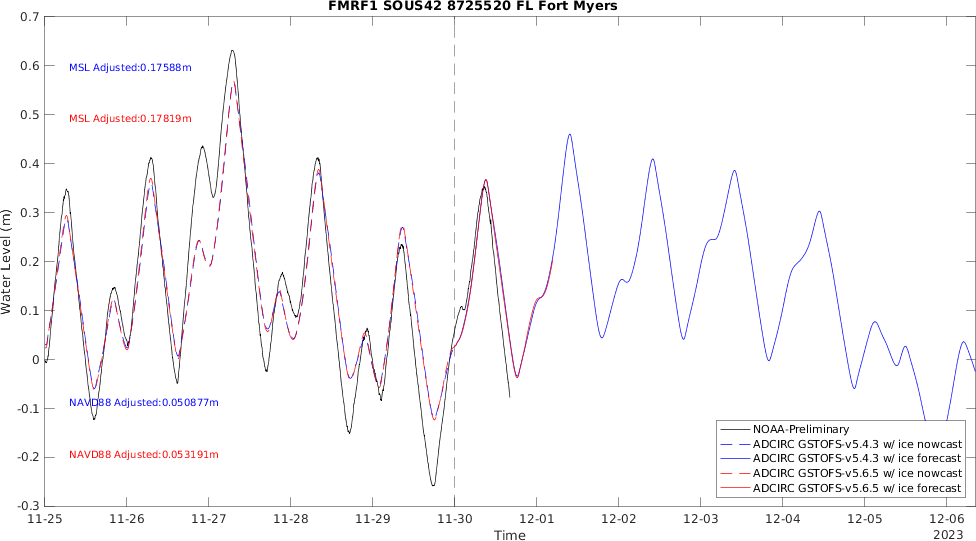 FMRF1 SOUS42 8725520 FL Fort Myers
0.7
0.6
0.5
0.4
0.3
0.2
0.1
0
-0.1
-0.2
-0.3
Water Level (m)
MSL Adjusted:0.17588m
MSL Adjusted:0.17819m
NAVD88 Adjusted:0.050877m
NAVD88 Adjusted:0.053191m
NOAA-Preliminary
ADCIRC GSTOFS-v5.4.3 w/ ice nowcast
ADCIRC GSTOFS-v5.4.3 w/ ice forecast
ADCIRC GSTOFS-v5.6.5 w/ ice nowcast
ADCIRC GSTOFS-v5.6.5 w/ ice forecast
11-25 11-26 11-27 11-28 11-29 11-30 12-01 12-02 12-03 12-04 12-05 12-06
Time
2023